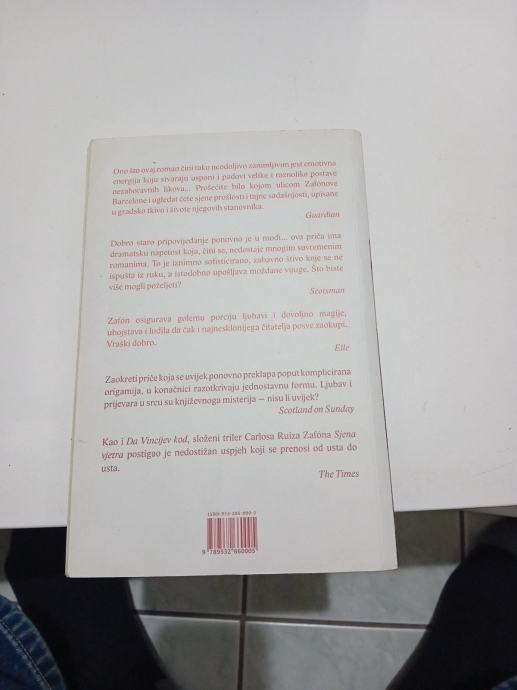 Ono što ovaj roman čini tako neodoljivo zanimljivim jest emotivna
energija koju stvaraju usponi i padovi velike i raznolike postave
nezaboravnih likova... Prošećite bilo kojom ulicom Zafónove
Barcelone i ugledat ćete sjene prošlosti i tajne sadašnjosti, upisane
u gradsko tkivo i živote njegovih stanovnika.
Guardian
Dobro staro pripovijedanje ponovno je u modi... ova priča ima
dramatsku napetost koja, čini se, nedostaje mnogim suvremenim
romanima. To je iznimno sofisticirano, zabavno štivo koje se ne
ispušta iz ruku, a istodobno upošljava moždane vijuge. Što biste
više mogli poželjeti?
Scotsman
Zafón osigurava golemu porciju ljubavi i dovoljno magije,
ubojstava i ludila da čak i najnesklonijega čitatelja posve zaokupi.
Vraški dobro.
Elle
Zaokreti priče koja se uvijek ponovno preklapa poput komplicirana
origamija, u konačnici razotkrivaju jednostavnu formu. Ljubav i
prijevara u srcu su književnoga misterija – nisu li uvijek?
Scotland on Sunday
Kao i Da Vincijev kod, složeni triler Carlosa Ruiza Zafóna Sjena
vjetra postigao je nedostižan uspjeh koji se prenosi od usta do
usta.
The Times
9 789532 660005